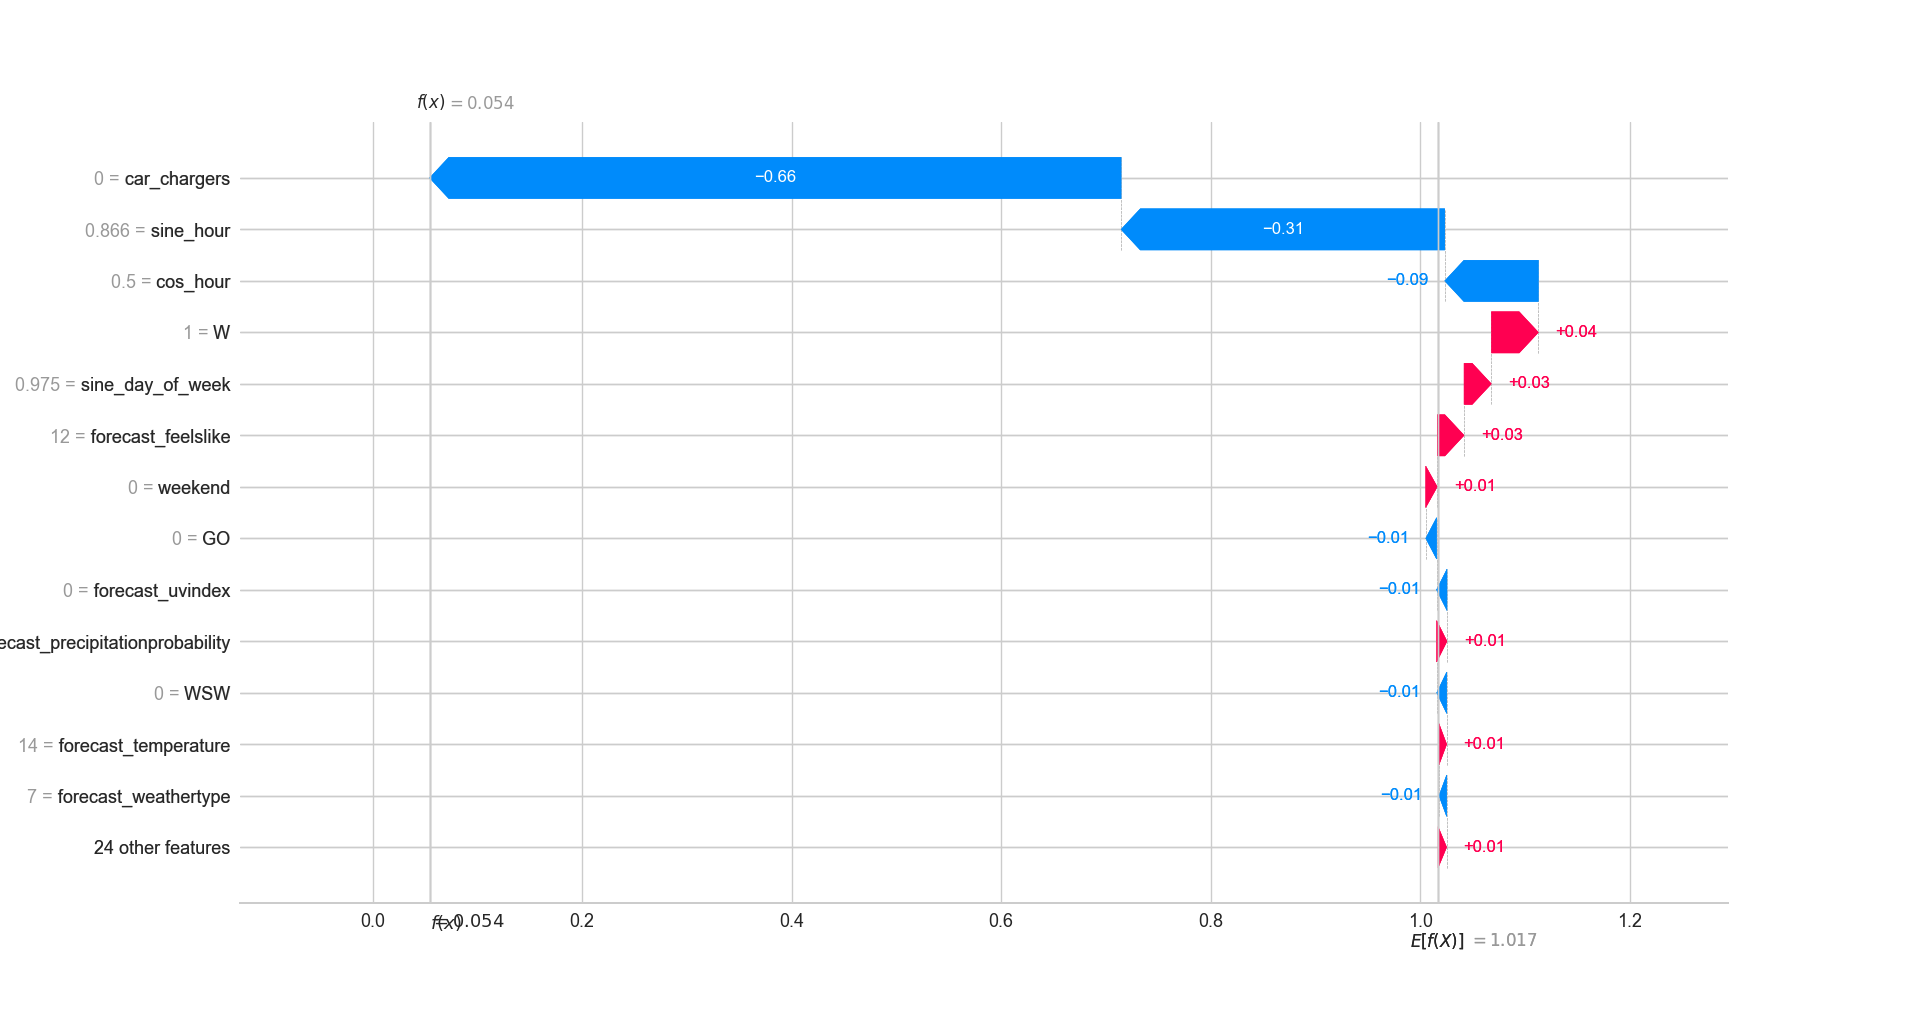 f(x) = 0.054
0 = car_chargers −0.66
0.866 = sine_hour −0.31
0.5 = cos_hour −0.09
1 = W +0.04
0.975 = sine_day_of_week +0.03
12 = forecast_feelslike +0.03
0 = weekend +0.01
0 = GO −0.01
0 = forecast_uvindex −0.01
ecast_precipitationprobability +0.01
0 = WSW −0.01
14 = forecast_temperature +0.01
7 = forecast_weathertype −0.01
24 other features +0.01
0.0 0.2 0.4 0.6 0.8 1.0 1.2
f(x) = 0.054
E[f(X)] = 1.017